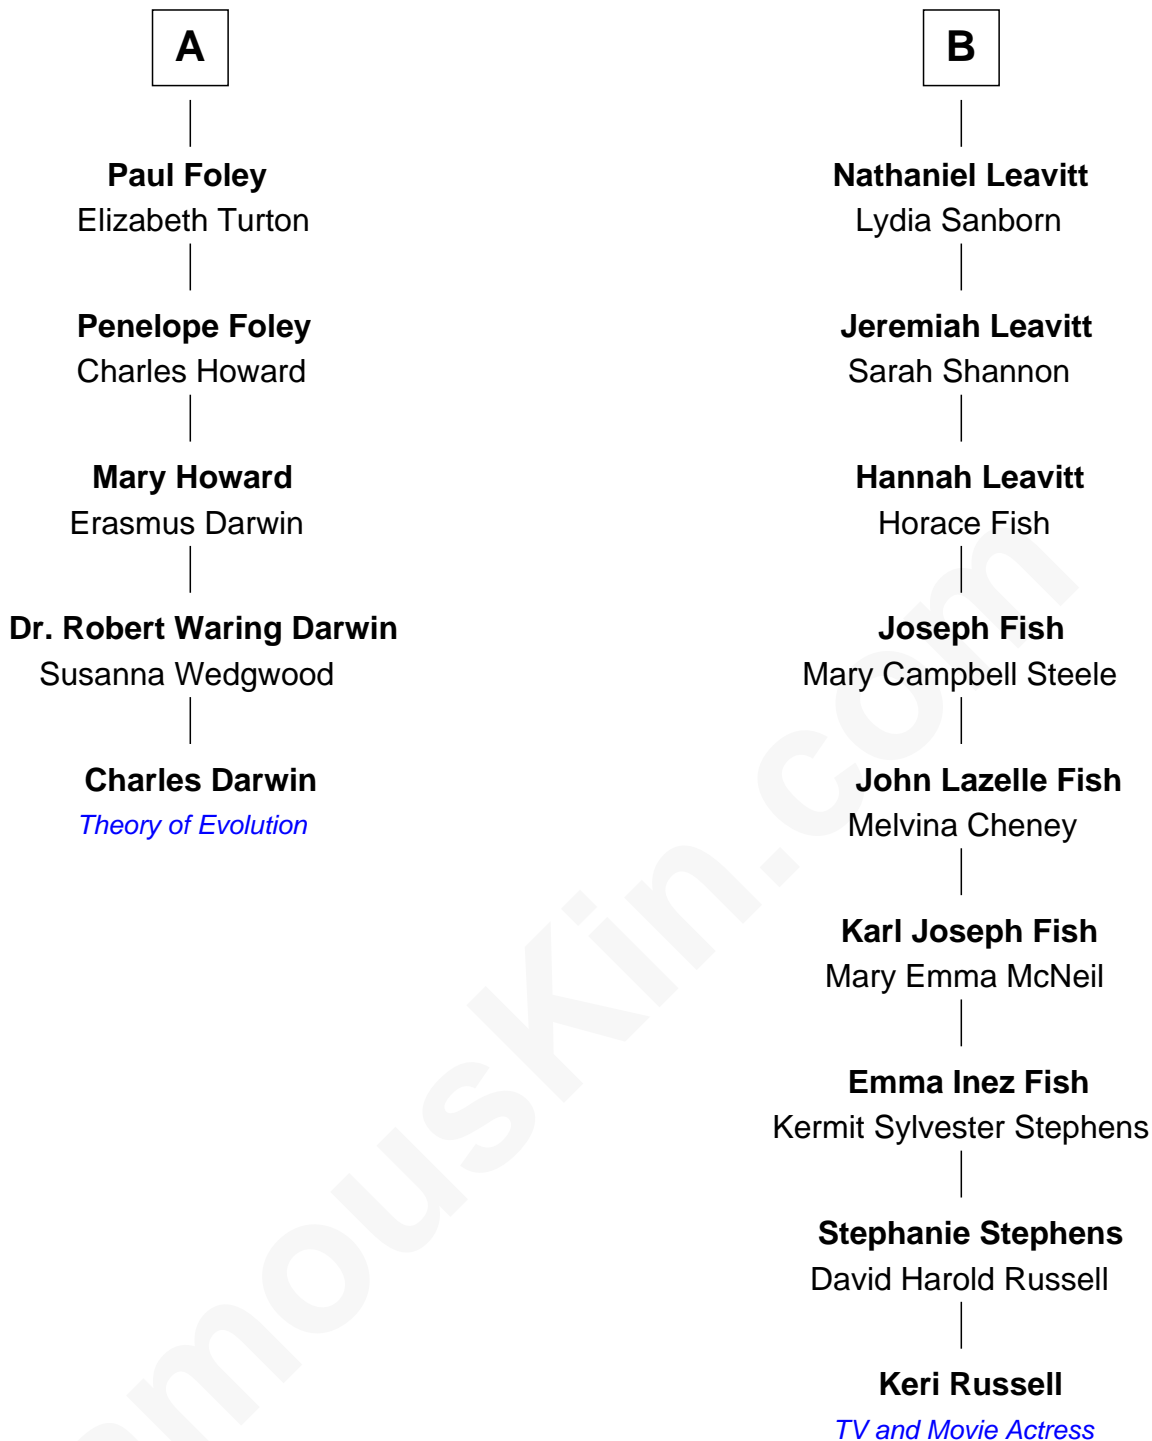 A
Paul Foley
Elizabeth Turton
Penelope Foley
Charles Howard
Mary Howard
Erasmus Darwin
Dr. Robert Waring Darwin
Susanna Wedgwood
Charles Darwin
Theory of Evolution
B
Nathaniel Leavitt
Lydia Sanborn
Jeremiah Leavitt
Sarah Shannon
Hannah Leavitt
Horace Fish
Joseph Fish
Mary Campbell Steele
John Lazelle Fish
Melvina Cheney
Karl Joseph Fish
Mary Emma McNeil
Emma Inez Fish
Kermit Sylvester Stephens
Stephanie Stephens
David Harold Russell
Keri Russell
TV and Movie Actress
mousKin.com